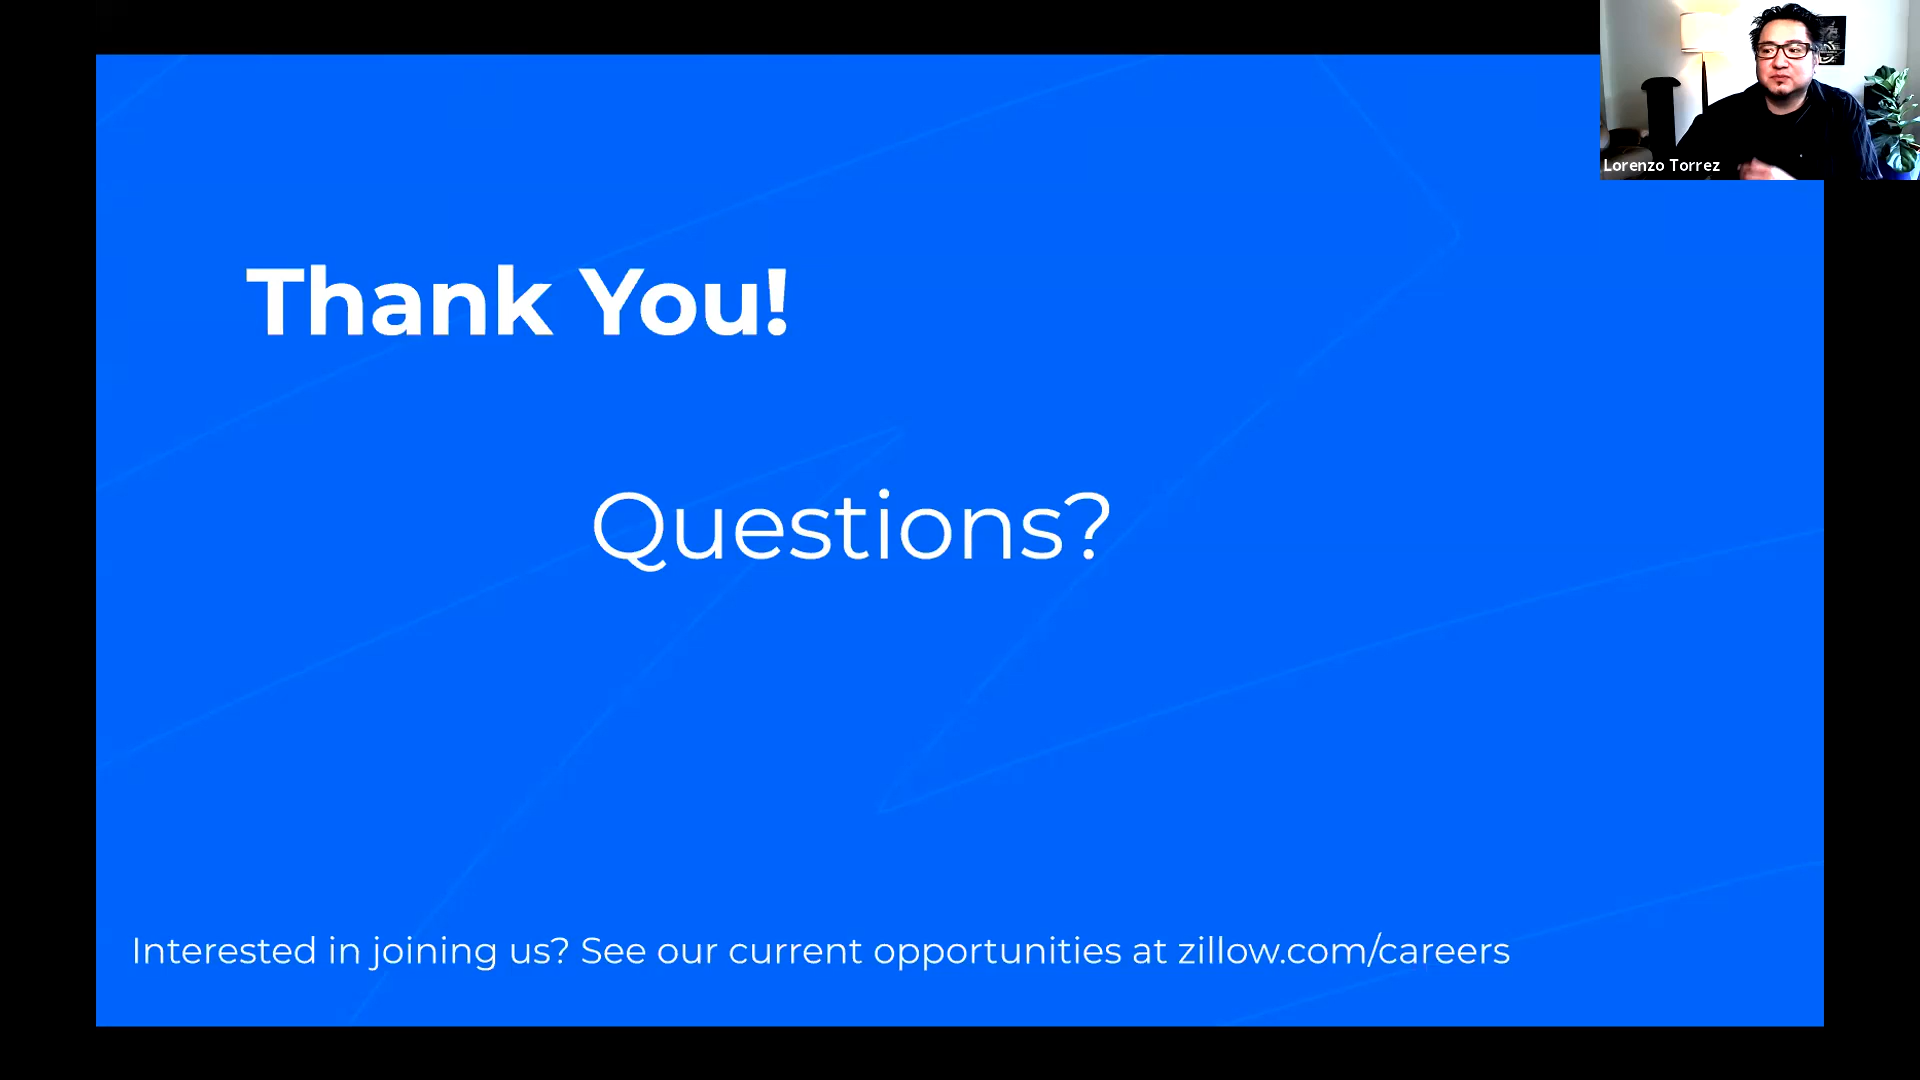 Lorenzo Torrez
Thank You!
Questions?
Interested in joining us? See our current opportunities at zillow.com/careers